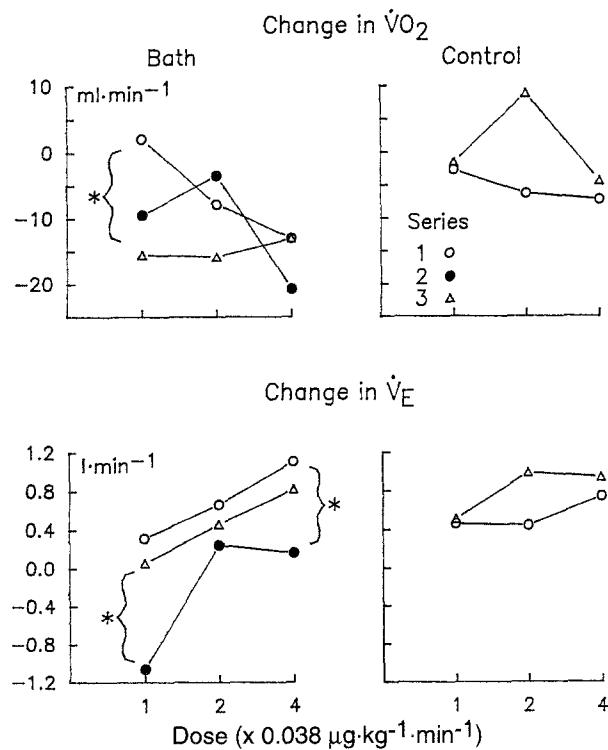 Change in V̇O₂
Bath Control
ml·min⁻¹
10
0
−10
−20
*
Series
1
2
3
Change in V̇E
l·min⁻¹
1.2
0.8
0.4
0.0
−0.4
−0.8
−1.2
*
*
1 2 4 1 2 4
Dose (x 0.038 μg·kg⁻¹·min⁻¹)